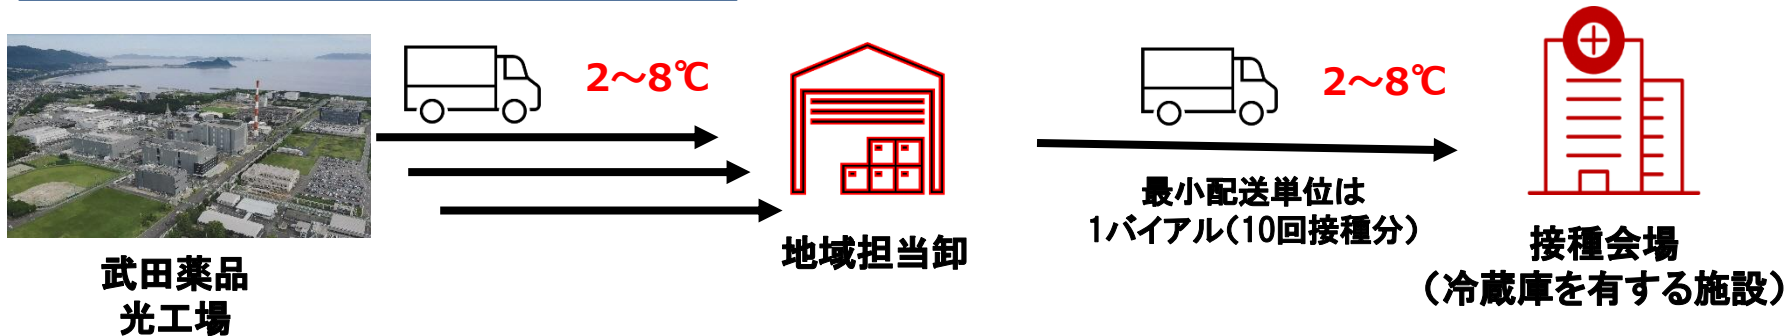 2～8℃
2～8℃
最小配送単位は
1バイアル（10回接種分）
武田薬品
光工場
地域担当卸
接種会場
（冷蔵庫を有する施設）